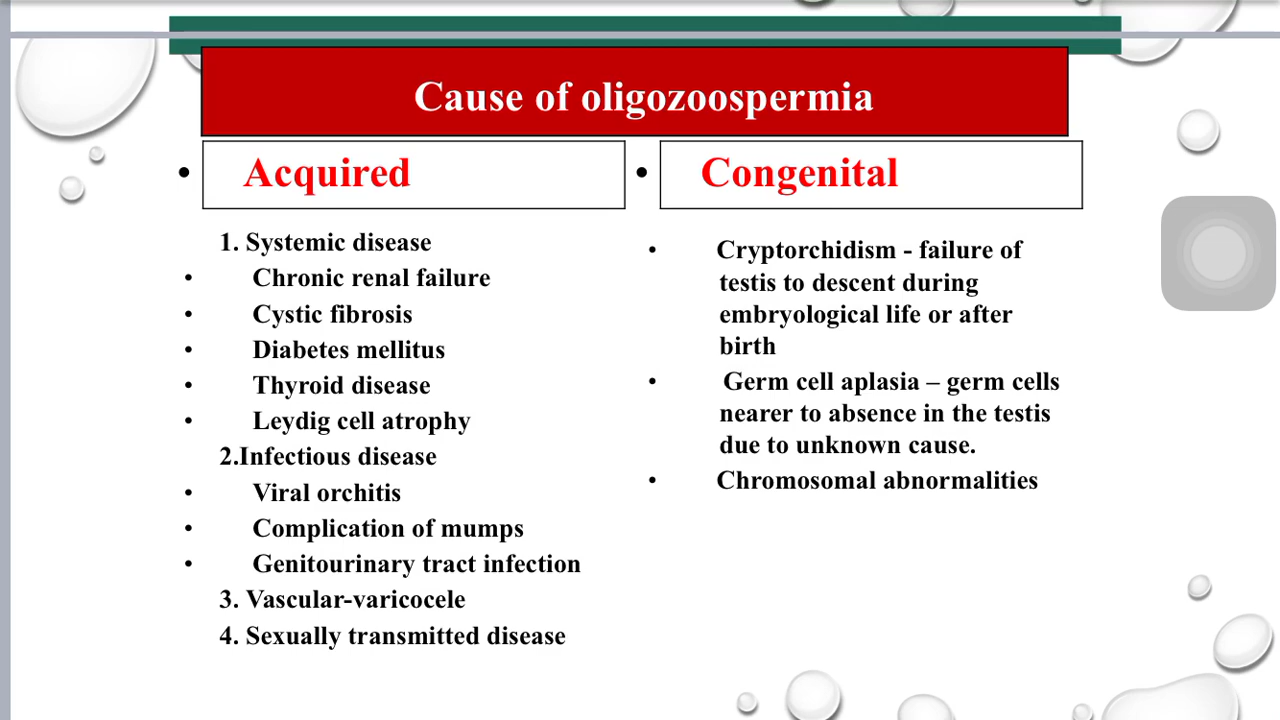 Cause of oligozoospermia
• Acquired
1. Systemic disease
• Chronic renal failure
• Cystic fibrosis
• Diabetes mellitus
• Thyroid disease
• Leydig cell atrophy
2.Infectious disease
• Viral orchitis
• Complication of mumps
• Genitourinary tract infection
3. Vascular-varicocele
4. Sexually transmitted disease
• Congenital
• Cryptorchidism - failure of
testis to descent during
embryological life or after
birth
• Germ cell aplasia – germ cells
nearer to absence in the testis
due to unknown cause.
• Chromosomal abnormalities